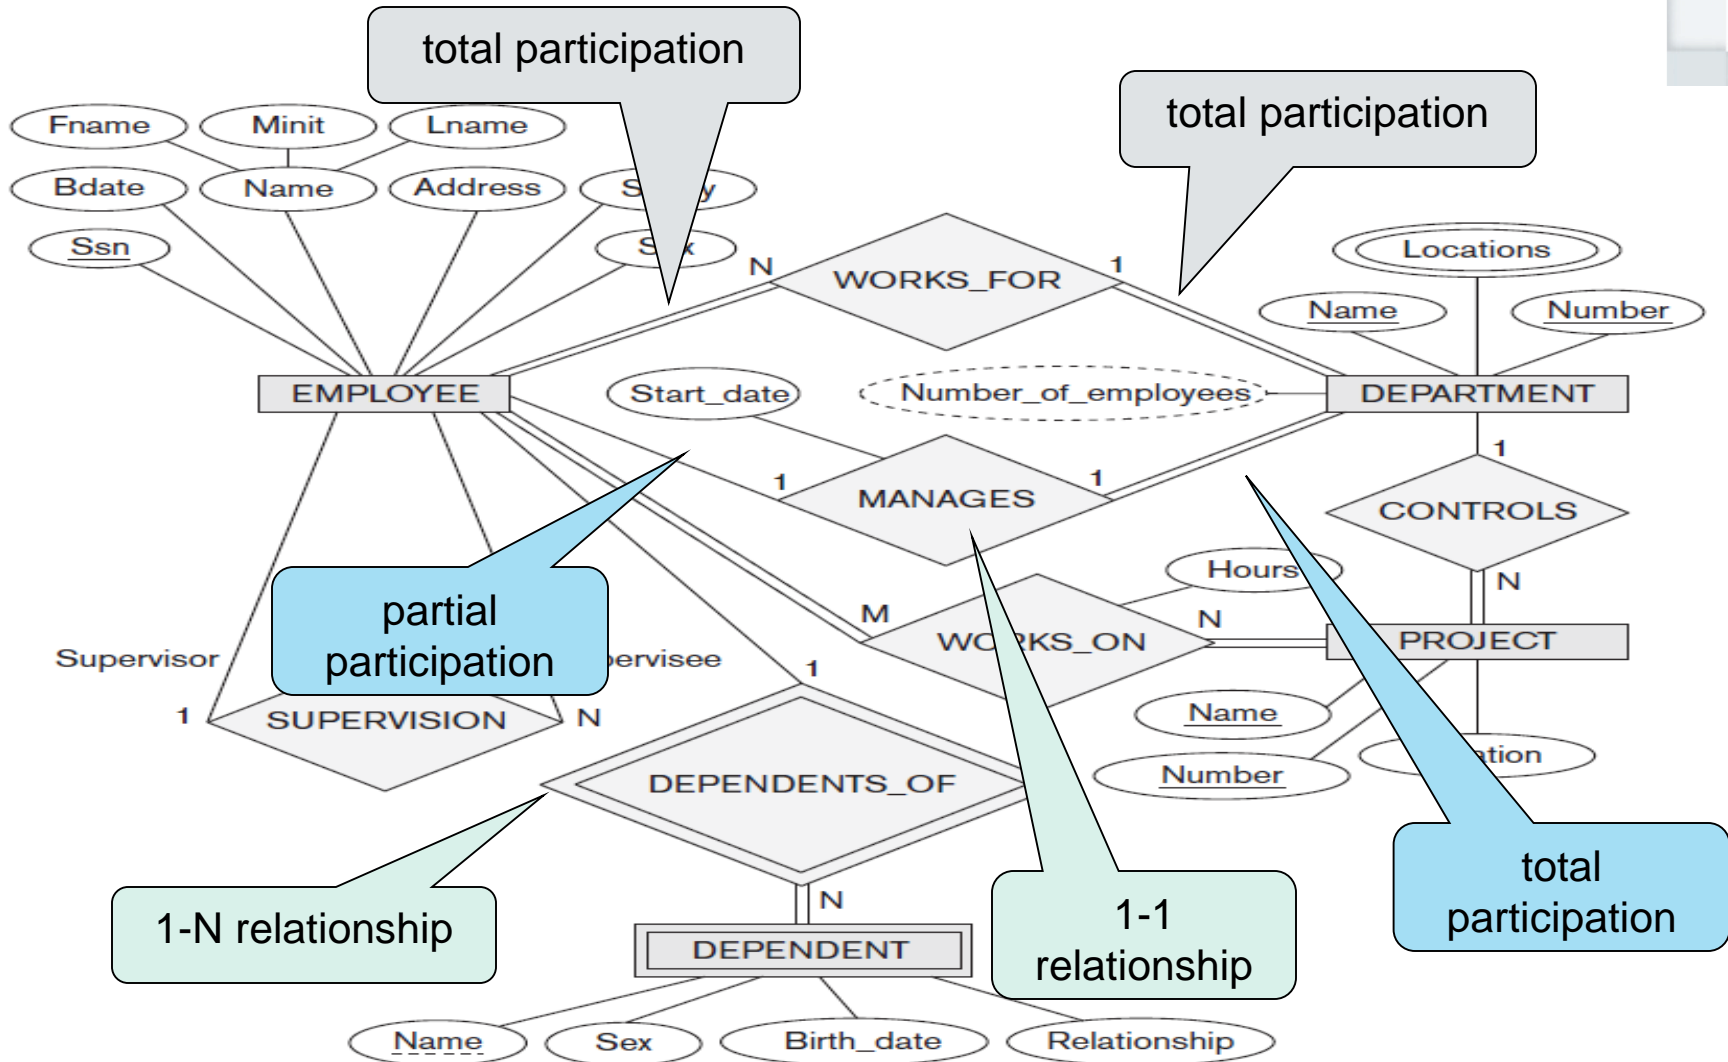 total participation
total participation
Fname
Minit
Lname
Bdate
Name
Address
Ssn
N
WORKS_FOR
1
Locations
Name
Number
EMPLOYEE
Start_date
Number_of_employees
DEPARTMENT
1
MANAGES
1
1
CONTROLS
N
Hours
partial
participation
M
WORKS_ON
N
PROJECT
Supervisor
1
SUPERVISION
N
1
Name
Number
DEPENDENTS_OF
1-N relationship
N
1-1
relationship
total
participation
DEPENDENT
Name
Sex
Birth_date
Relationship